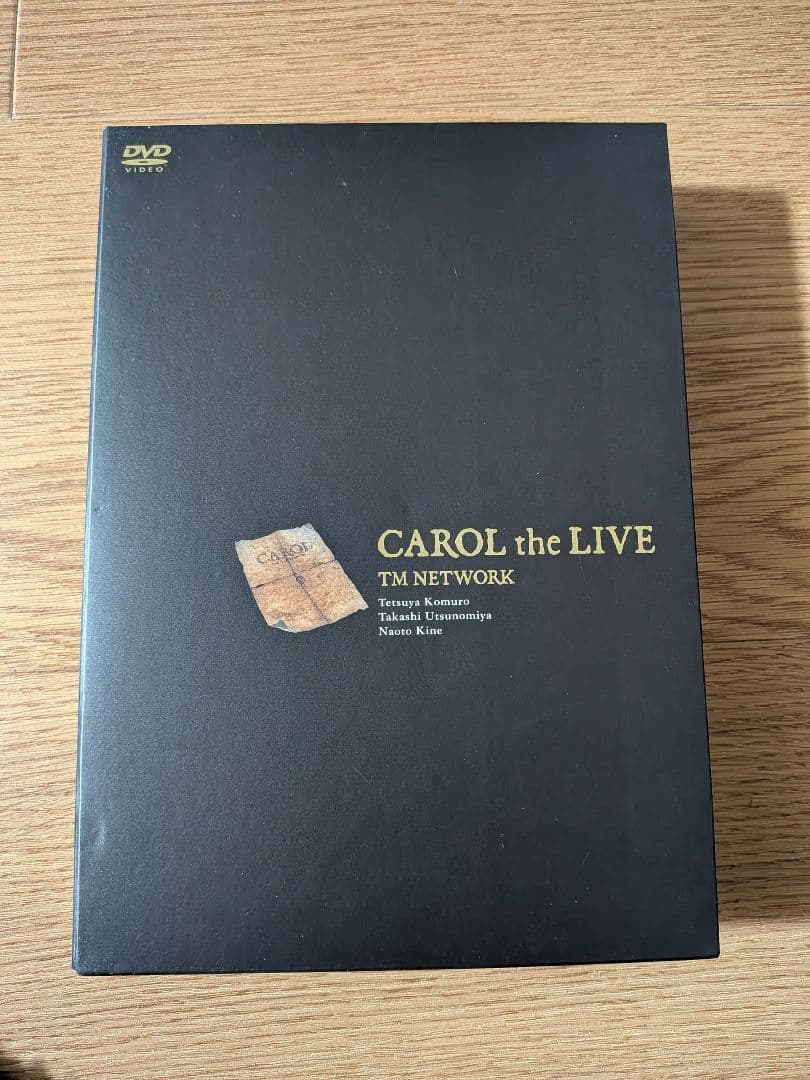 DVD
VIDEO
CAROL
CAROL the LIVE
TM NETWORK
Tetsuya Komuro
Takashi Utsunomiya
Naoto Kine